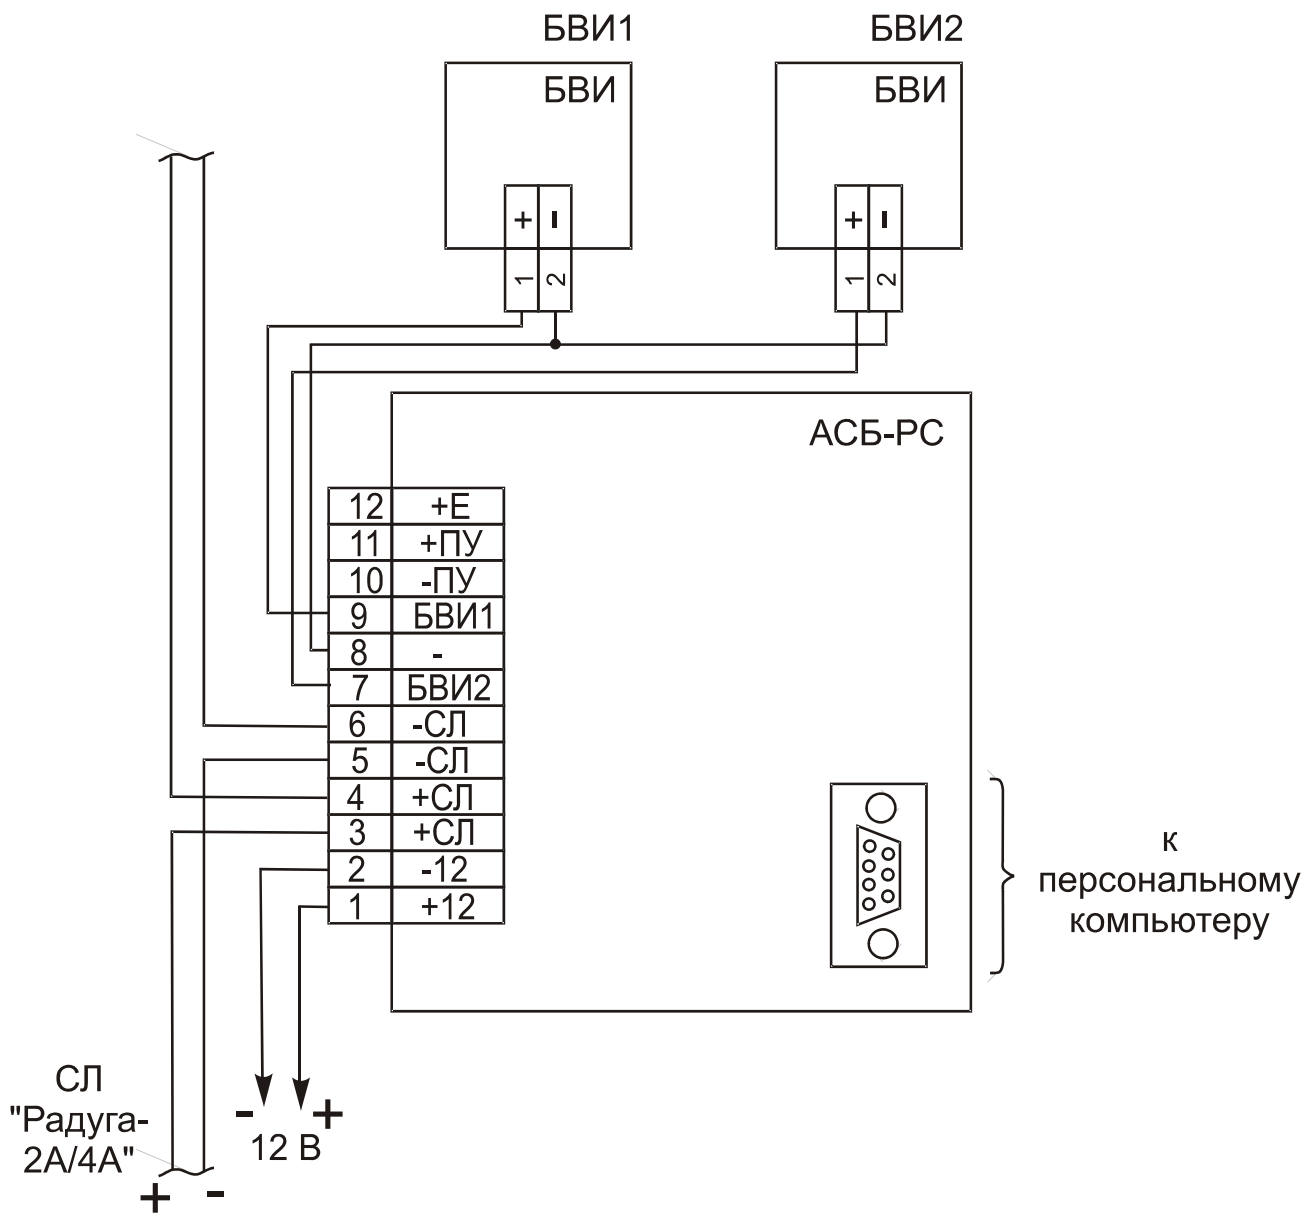 БВИ1
БВИ2
БВИ
БВИ
+ -
+ -
1 2
1 2
АСБ-РС
12 +Е
11 +ПУ
10 -ПУ
9 БВИ1
8 -
7 БВИ2
6 -СЛ
5 -СЛ
4 +СЛ
3 +СЛ
2 -12
1 +12
к
персональному
компьютеру
СЛ
"Радуга-
2А/4А"
+ -
- +
12 В